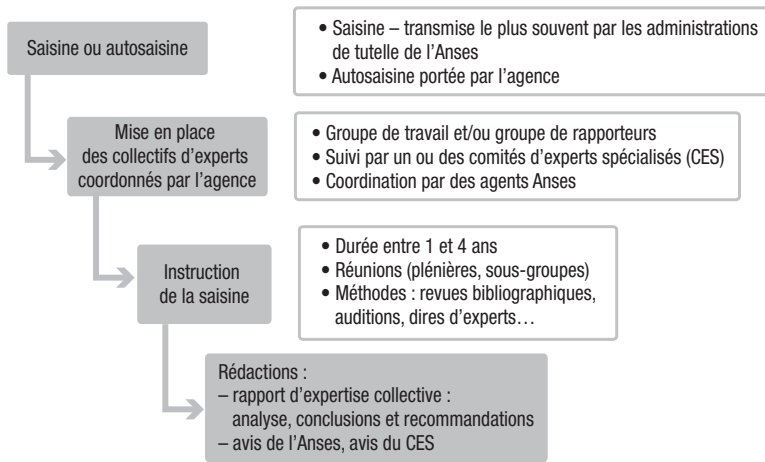 Saisine ou autosaisine
• Saisine – transmise le plus souvent par les administrations
de tutelle de l’Anses
• Autosaisine portée par l’agence
Mise en place
des collectifs d’experts
coordonnés par l’agence
• Groupe de travail et/ou groupe de rapporteurs
• Suivi par un ou des comités d’experts spécialisés (CES)
• Coordination par des agents Anses
Instruction
de la saisine
• Durée entre 1 et 4 ans
• Réunions (plénières, sous-groupes)
• Méthodes : revues bibliographiques,
auditions, dires d’experts…
Rédactions :
– rapport d’expertise collective :
analyse, conclusions et recommandations
– avis de l’Anses, avis du CES